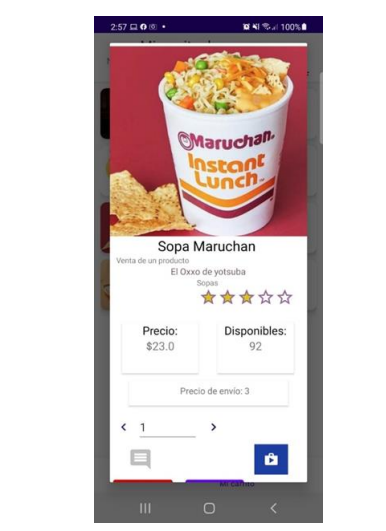 2:57
100%
Maruchan.
Instant
Lunch
Sopa Maruchan
Venta de un producto
El Oxxo de yotsuba
Sopas
Precio:
$23.0
Disponibles:
92
Precio de envío: 3
1
Mi carrito